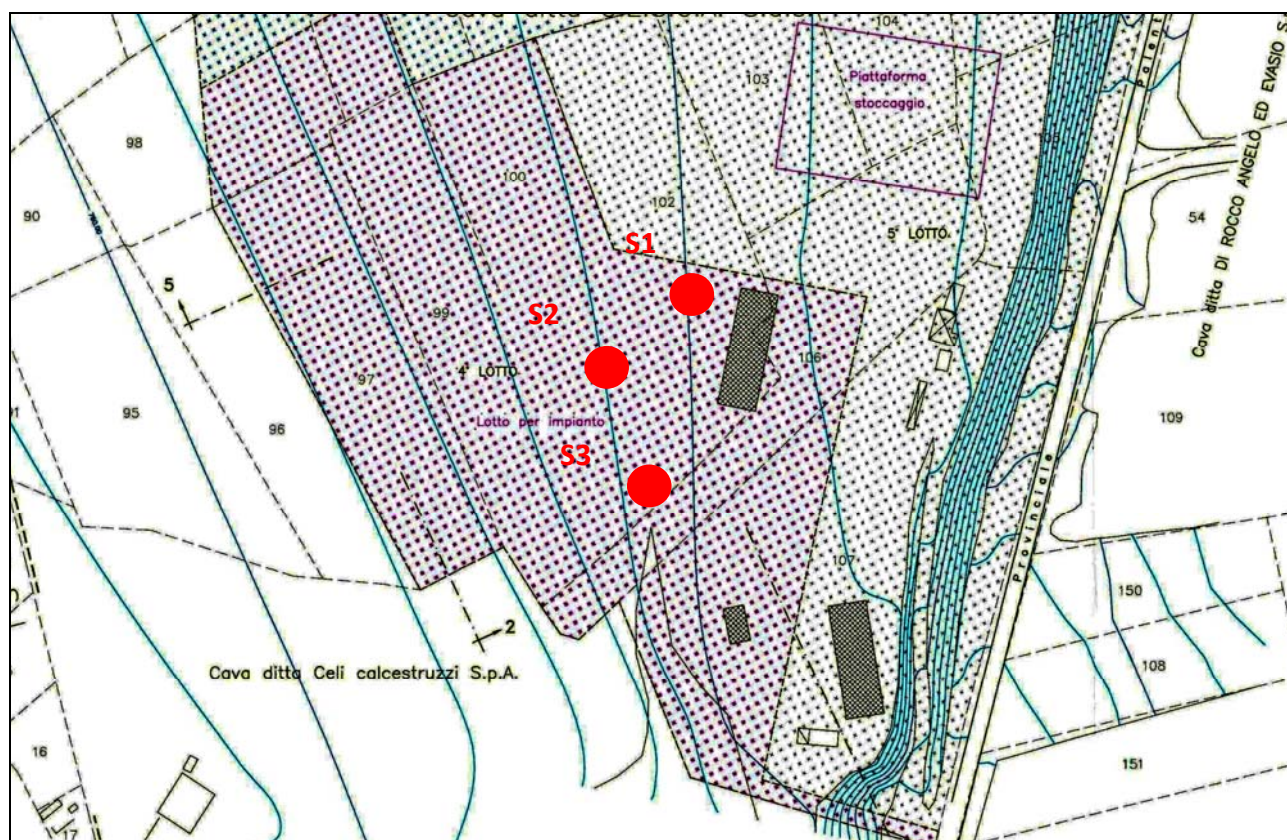 104
103
Piattaforma
stoccaggio
98
100
90
102
54
5° LOTTO
S1
5
S2
99
106
97
4° LOTTO
Lotto per impianto
95
96
109
S3
Provinciale
Cava ditta DI ROCCO ANGELO ED EVASIO S
107
150
2
108
Cava ditta Celi calcestruzzi S.p.A.
16
151
17